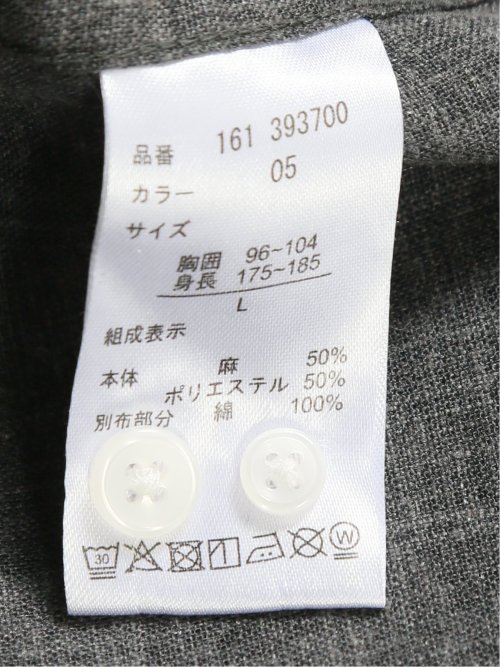 品番 161 393700
カラー 05
サイズ
胸囲 96~104
身長 175~185
L
組成表示
本体 麻 50%
ポリエステル 50%
別布部分 綿 100%
30 W